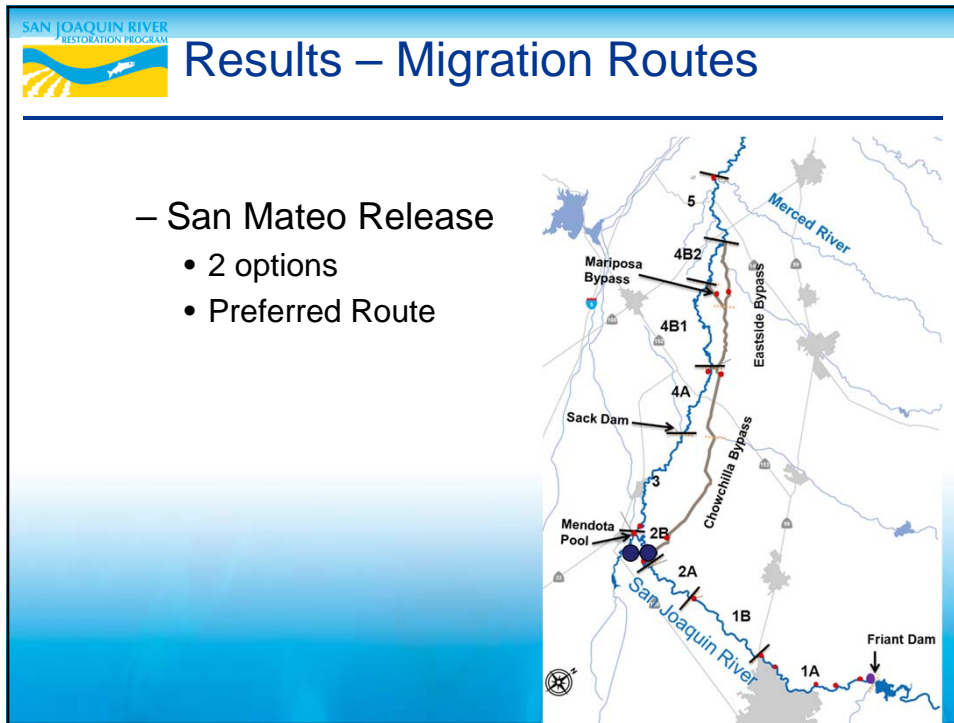 SAN JOAQUIN RIVER
RESTORATION PROGRAM
Results – Migration Routes
– San Mateo Release
• 2 options
• Preferred Route
5
Merced River
4B2
Mariposa
Bypass
Eastside Bypass
4B1
4A
Sack Dam
Chowchilla Bypass
3
Mendota
Pool
2B
2A
San Joaquin River
1B
Friant Dam
1A
N